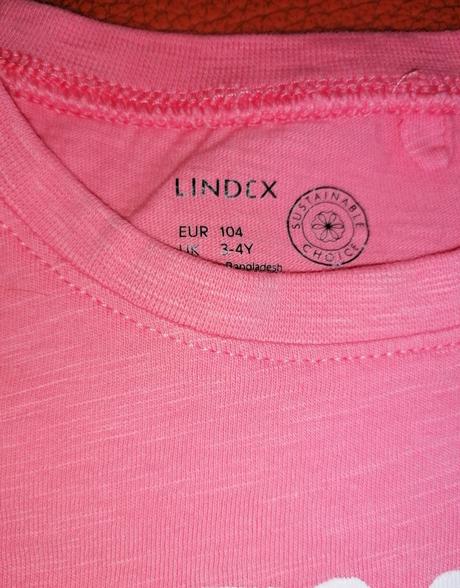 LINDEX
SUSTAINABLE
CHOICE
EUR 104
UK 3-4Y
Bangladesh